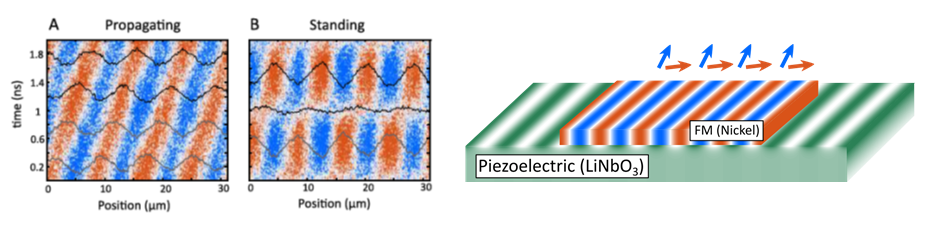 A Propagating
B Standing
time (ns)
1.8
1.4
1
0.6
0.2
0 10 20 30
Position (µm)
0 10 20 30
Position (µm)
FM (Nickel)
Piezoelectric (LiNbO₃)